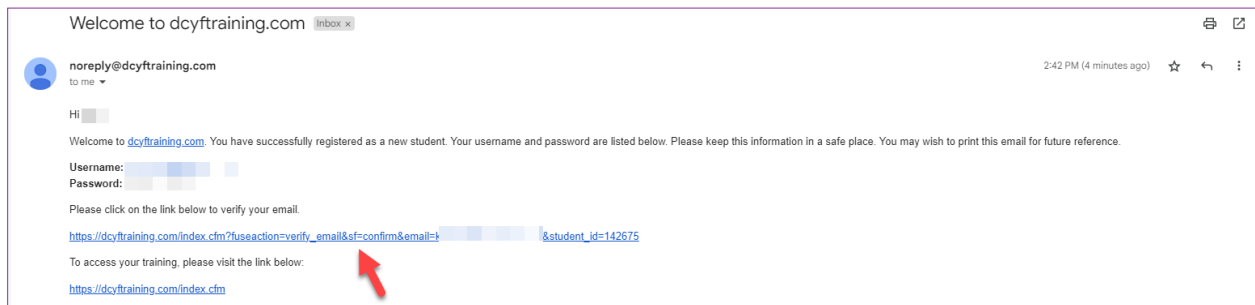 Welcome to dcyftraining.com Inbox ×
noreply@dcyftraining.com 2:42 PM (4 minutes ago)
to me
Hi
Welcome to dcyftraining.com. You have successfully registered as a new student. Your username and password are listed below. Please keep this information in a safe place. You may wish to print this email for future reference.
Username:
Password:
Please click on the link below to verify your email.
https://dcyftraining.com/index.cfm?fuseaction=verify_email&sf=confirm&email=k &student_id=142675
To access your training, please visit the link below:
https://dcyftraining.com/index.cfm